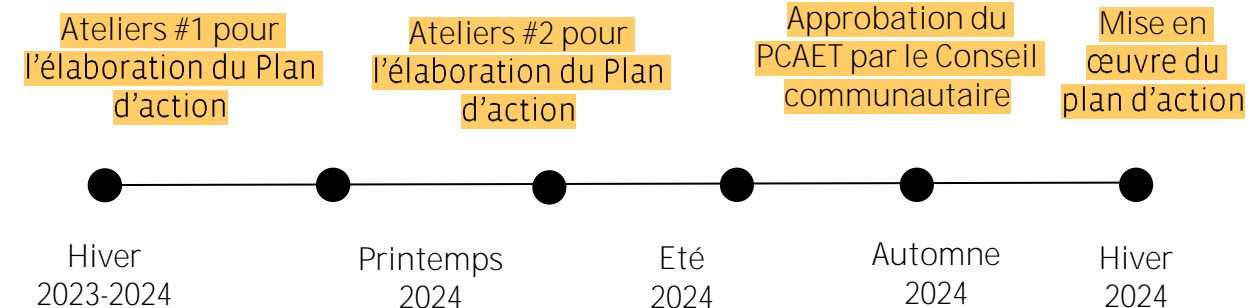 Ateliers #1 pour
l'élaboration du Plan
d'action
Ateliers #2 pour
l'élaboration du Plan
d'action
Approbation du
PCAET par le Conseil
communautaire
Mise en
œuvre du
plan d'action
Hiver
2023-2024
Printemps
2024
Eté
2024
Automne
2024
Hiver
2024